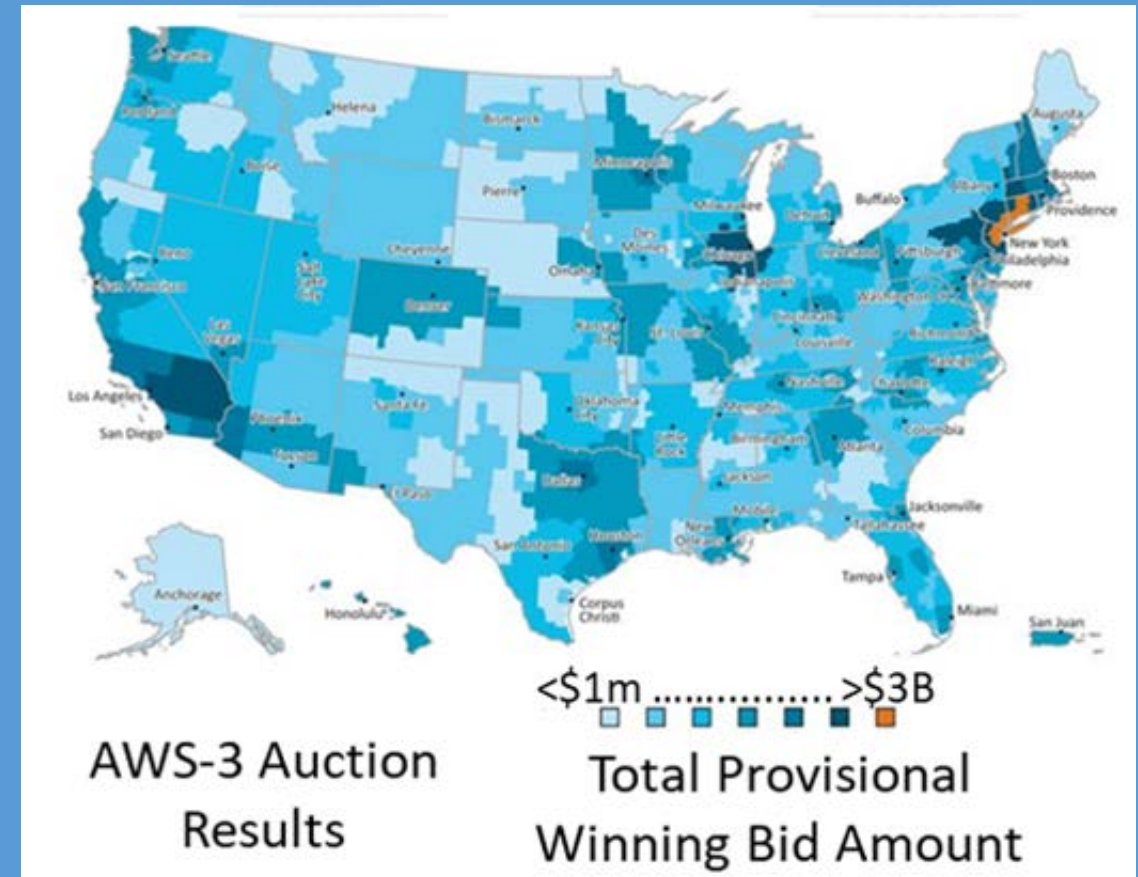 Seattle
Portland
Helena
Bismarck
Augusta
Boise
Pierre
Minneapolis
Milwaukee
Detroit
Buffalo
Albany
Boston
Providence
New York
Philadelphia
Reno
Salt
Lake
City
Cheyenne
Des
Moines
Omaha
Chicago
Cleveland
Pittsburgh
Baltimore
San Francisco
Denver
Indianapolis
Washington
Cincinnati
Las
Vegas
Kansas
City
St. Louis
Louisville
Richmond
Raleigh
Los Angeles
San Diego
Phoenix
Tucson
Santa Fe
Oklahoma
City
Nashville
Charlotte
Memphis
Little
Rock
Birmingham
Atlanta
Columbia
El Paso
Dallas
Jackson
Mobile
Jacksonville
Tallahassee
San Antonio
Houston
New
Orleans
Tampa
Miami
Anchorage
Honolulu
Corpus
Christi
San Juan
<$1m ................ >$3B
AWS-3 Auction
Results
Total Provisional
Winning Bid Amount